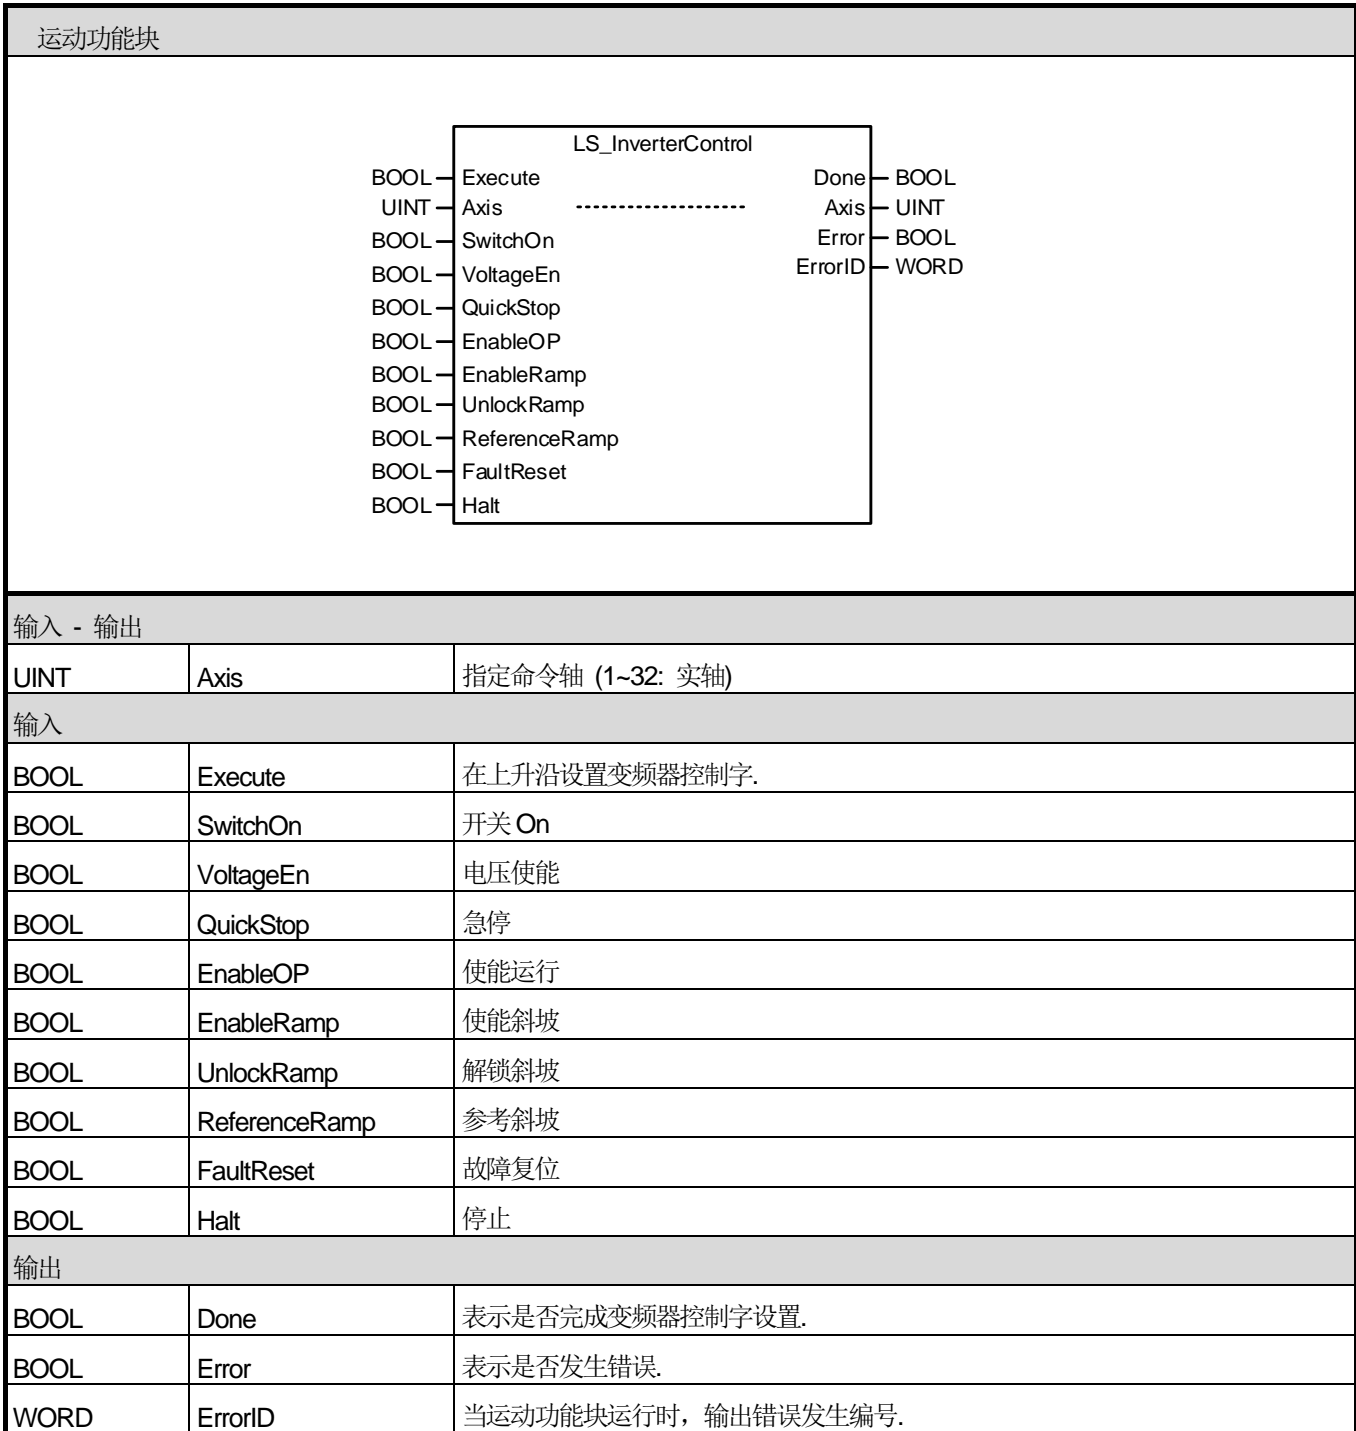 运动功能块
LS_InverterControl
BOOL Execute Done BOOL
UINT Axis Axis UINT
BOOL SwitchOn Error BOOL
BOOL VoltageEn ErrorID WORD
BOOL QuickStop
BOOL EnableOP
BOOL EnableRamp
BOOL UnlockRamp
BOOL ReferenceRamp
BOOL FaultReset
BOOL Halt
输入 - 输出
UINT Axis 指定命令轴 (1~32: 实轴)
输入
BOOL Execute 在上升沿设置变频器控制字.
BOOL SwitchOn 开关 On
BOOL VoltageEn 电压使能
BOOL QuickStop 急停
BOOL EnableOP 使能运行
BOOL EnableRamp 使能斜坡
BOOL UnlockRamp 解锁斜坡
BOOL ReferenceRamp 参考斜坡
BOOL FaultReset 故障复位
BOOL Halt 停止
输出
BOOL Done 表示是否完成变频器控制字设置.
BOOL Error 表示是否发生错误.
WORD ErrorID 当运动功能块运行时，输出错误发生编号.